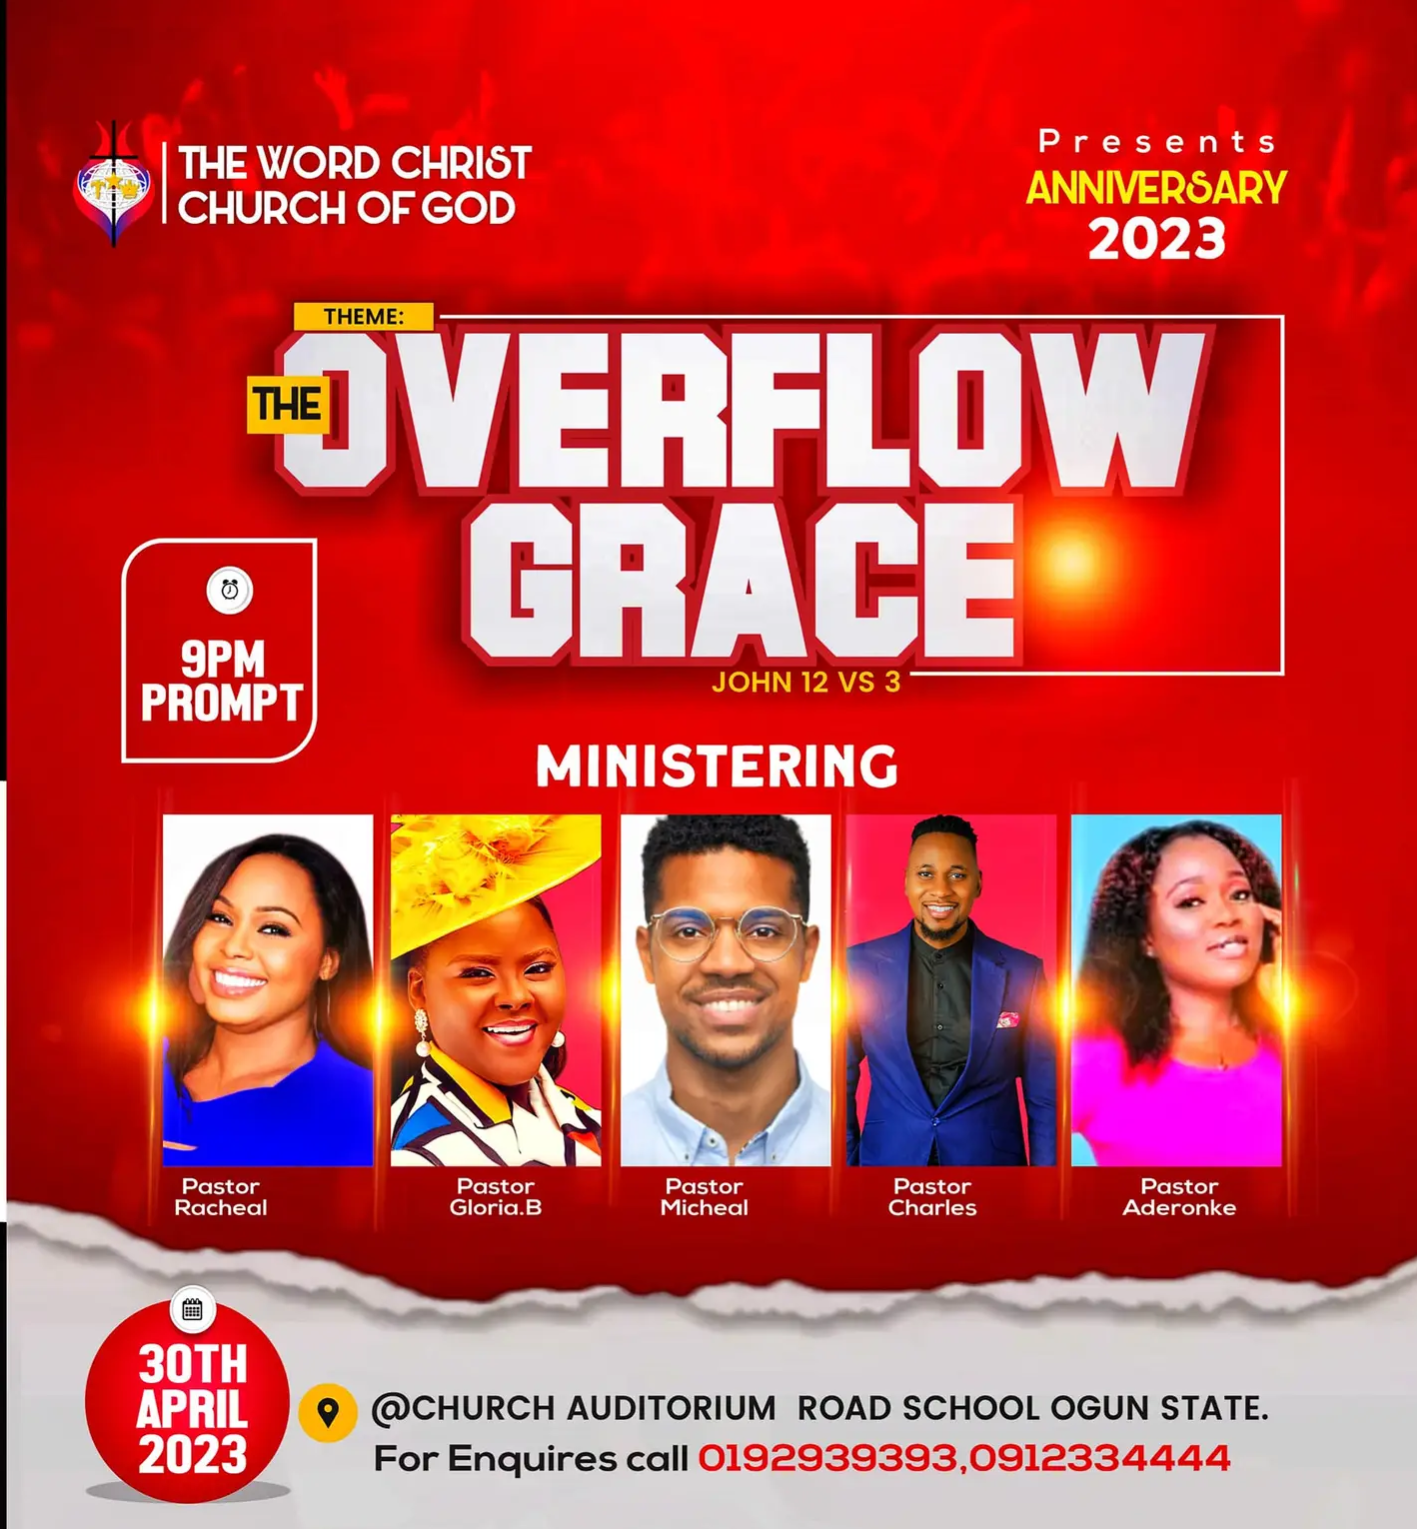 THE WORD CHRIST
CHURCH OF GOD
Presents
ANNIVERSARY
2023
THEME:
THE
OVERFLOW
GRACE
JOHN 12 VS 3
9PM
PROMPT
MINISTERING
Pastor
Racheal
Pastor
Gloria.B
Pastor
Micheal
Pastor
Charles
Pastor
Aderonke
30TH
APRIL
2023
@CHURCH AUDITORIUM ROAD SCHOOL OGUN STATE.
For Enquires call 0192939393,0912334444